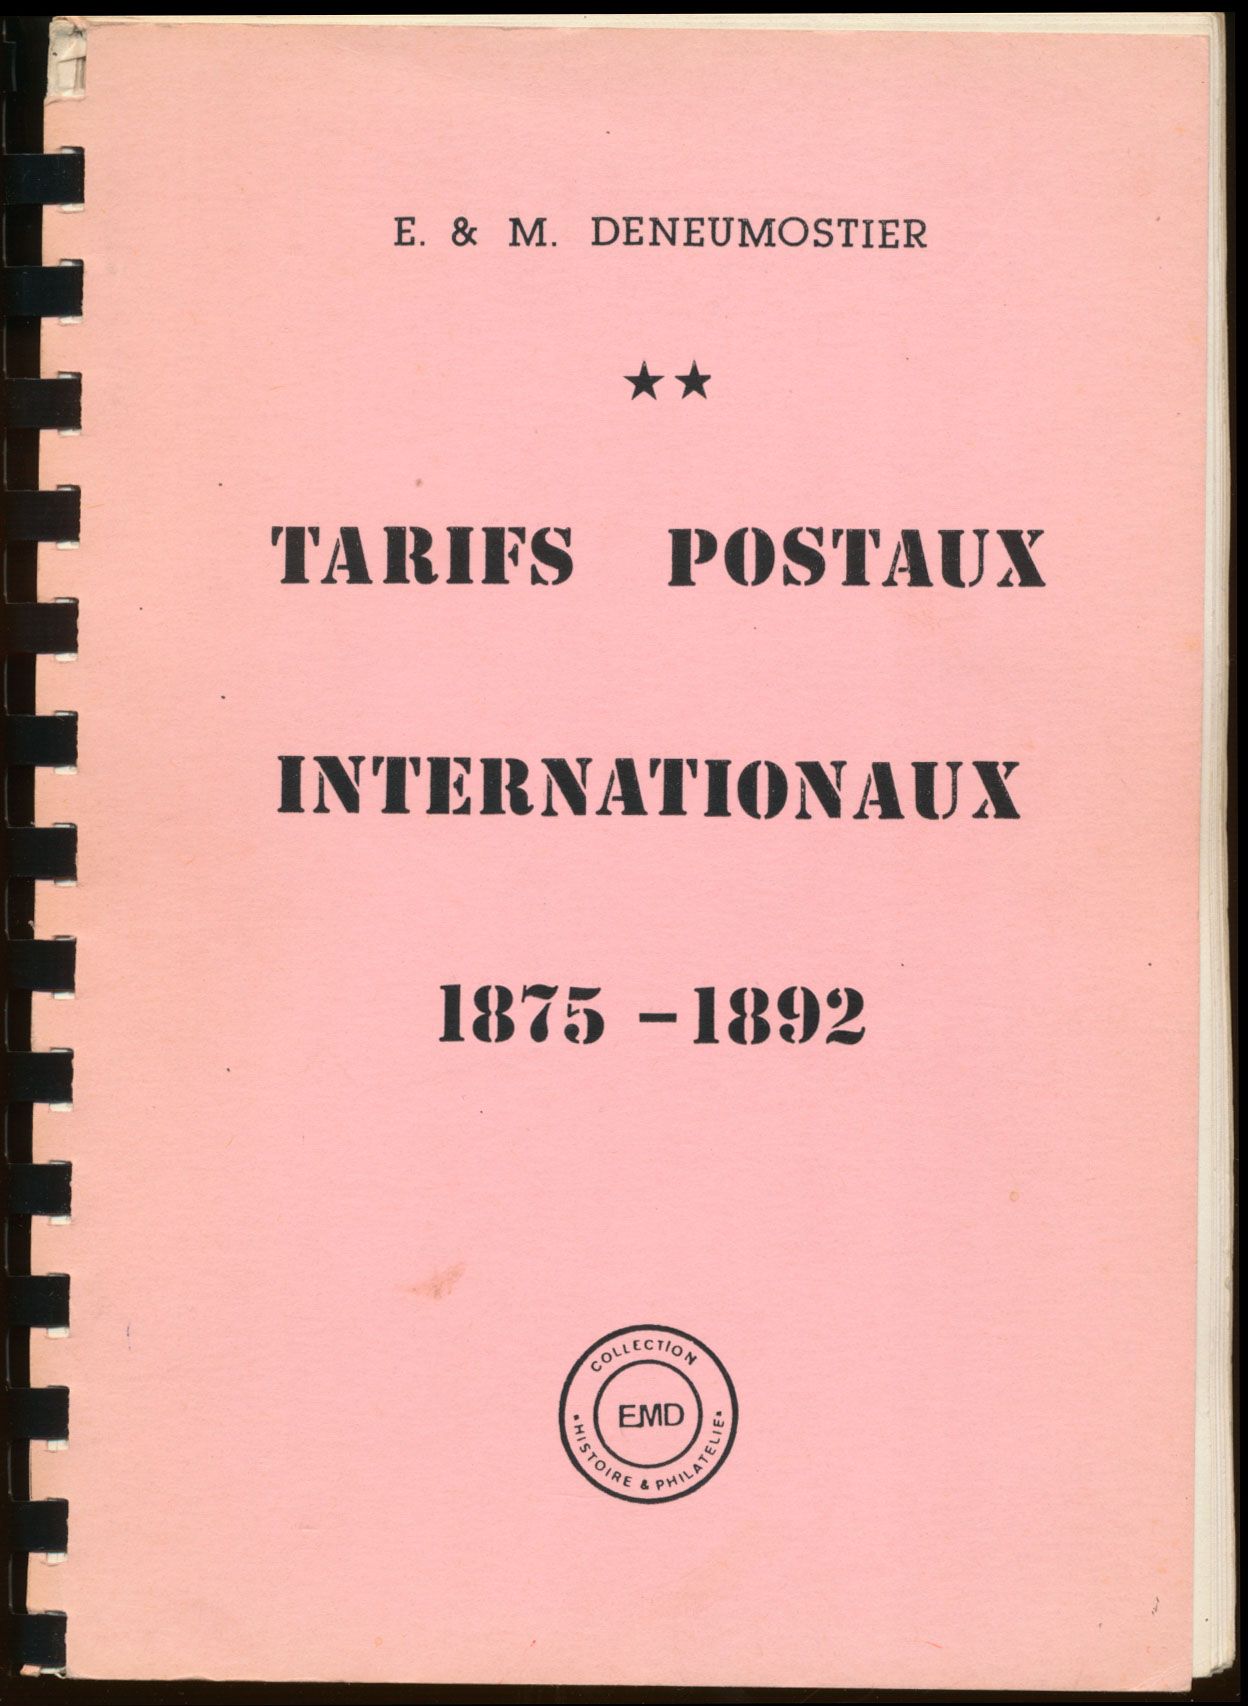 E. & M. DENEUMOSTIER
★★
TARIFS POSTAUX
INTERNATIONAUX
1875 - 1892
COLLECTION
EMD
• HISTOIRE & PHILATELIE •